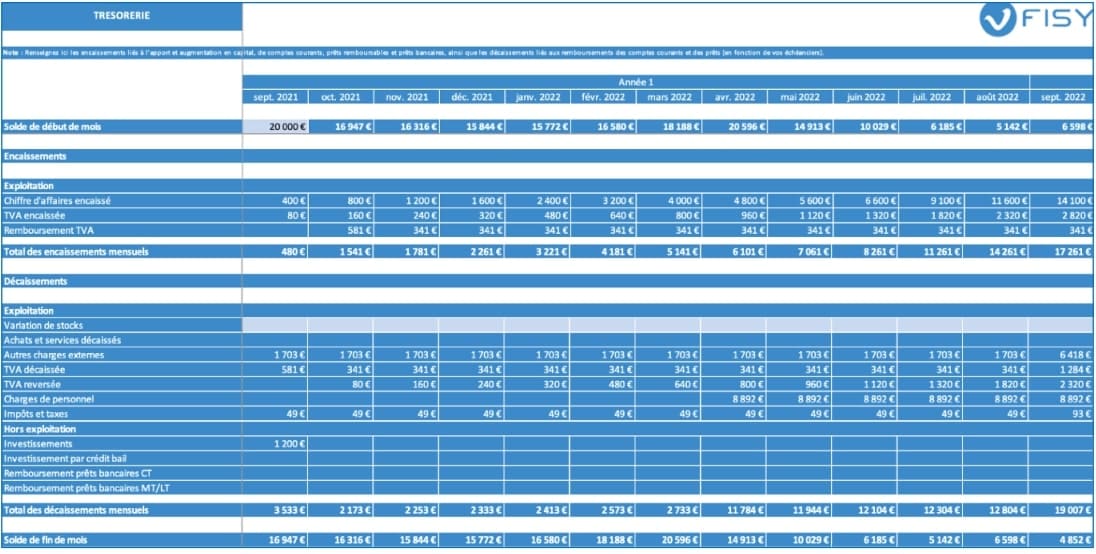 TRESORERIE
FISY
Note : Renseignez ici les encaissements liés à l'apport et augmentation en capital, de comptes courants, prêts remboursables et prêts bancaires, ainsi que les décaissements liés aux remboursements des comptes courants et des prêts (en fonction de vos échéanciers).
Année 1
sept. 2021 oct. 2021 nov. 2021 déc. 2021 janv. 2022 févr. 2022 mars 2022 avr. 2022 mai 2022 juin 2022 juil. 2022 août 2022 sept. 2022
Solde de début de mois 20 000 € 16 947 € 16 316 € 15 844 € 15 772 € 16 580 € 18 188 € 20 596 € 14 913 € 10 029 € 6 185 € 5 142 € 6 598 €
Encaissements
Exploitation
Chiffre d'affaires encaissé 400 € 800 € 1 200 € 1 600 € 2 400 € 3 200 € 4 000 € 4 800 € 5 600 € 6 600 € 9 100 € 11 600 € 14 100 €
TVA encaissée 80 € 160 € 240 € 320 € 480 € 640 € 800 € 960 € 1 120 € 1 320 € 1 820 € 2 320 € 2 820 €
Remboursement TVA 581 € 341 € 341 € 341 € 341 € 341 € 341 € 341 € 341 € 341 € 341 € 341 €
Total des encaissements mensuels 480 € 1 541 € 1 781 € 2 261 € 3 221 € 4 181 € 5 141 € 6 101 € 7 061 € 8 261 € 11 261 € 14 261 € 17 261 €
Décaissements
Exploitation
Variation de stocks
Achats et services décaissés
Autres charges externes 1 703 € 1 703 € 1 703 € 1 703 € 1 703 € 1 703 € 1 703 € 1 703 € 1 703 € 1 703 € 1 703 € 1 703 € 6 418 €
TVA décaissée 581 € 341 € 341 € 341 € 341 € 341 € 341 € 341 € 341 € 341 € 341 € 341 € 1 284 €
TVA reversée 80 € 160 € 240 € 320 € 480 € 640 € 800 € 960 € 1 120 € 1 320 € 1 820 € 2 320 €
Charges de personnel 8 892 € 8 892 € 8 892 € 8 892 € 8 892 € 8 892 €
Impôts et taxes 49 € 49 € 49 € 49 € 49 € 49 € 49 € 49 € 49 € 49 € 49 € 49 € 93 €
Hors exploitation
Investissements 1 200 €
Investissement par crédit bail
Remboursement prêts bancaires CT
Remboursement prêts bancaires MT/LT
Total des décaissements mensuels 3 533 € 2 173 € 2 253 € 2 333 € 2 413 € 2 573 € 2 733 € 11 784 € 11 944 € 12 104 € 12 304 € 12 804 € 19 007 €
Solde de fin de mois 16 947 € 16 316 € 15 844 € 15 772 € 16 580 € 18 188 € 20 596 € 14 913 € 10 029 € 6 185 € 5 142 € 6 598 € 4 852 €